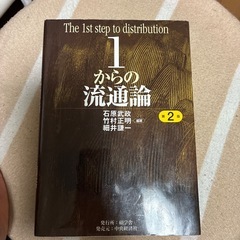 The 1st step to distribution
1
からの
流通論
第2版
石原武政
竹村正明 編著
細井謙一
発行所：碩学舎
発売元：中央経済社